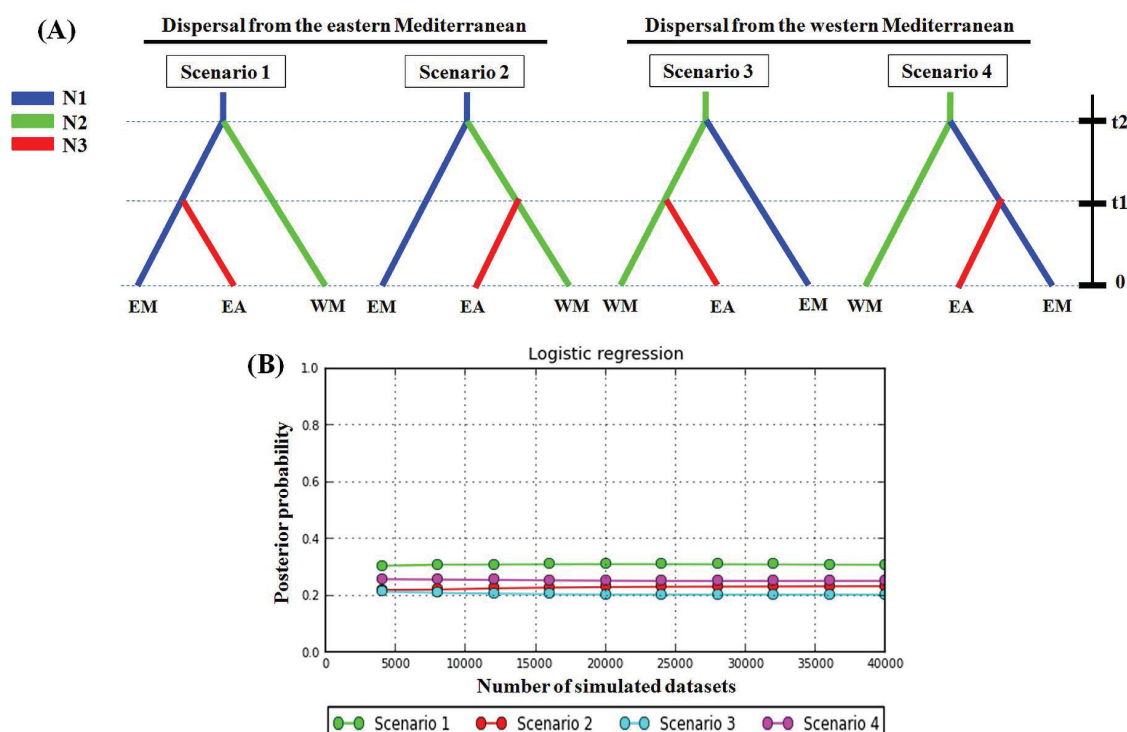 (A)
Dispersal from the eastern Mediterranean
Dispersal from the western Mediterranean
Scenario 1
Scenario 2
Scenario 3
Scenario 4
N1
N2
N3
t2
t1
0
EM EA WM EM EA WM WM EA EM WM EA EM
(B)
Logistic regression
Posterior probability
1.0
0.8
0.6
0.4
0.2
0.0
0 5000 10000 15000 20000 25000 30000 35000 40000
Number of simulated datasets
Scenario 1 Scenario 2 Scenario 3 Scenario 4